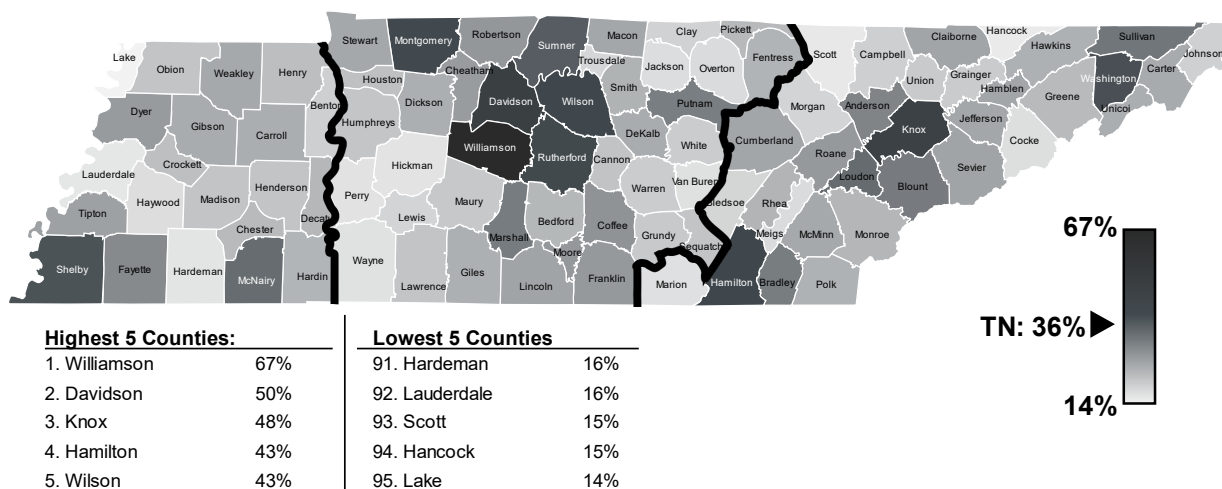 Lake
Obion
Weakley
Henry
Stewart
Montgomery
Robertson
Sumner
Macon
Trousdale
Clay
Pickett
Fentress
Scott
Campbell
Claiborne
Hancock
Hawkins
Sullivan
Johnson
Carter
Washington
Unicoi
Greene
Hamblen
Grainger
Union
Jackson
Overton
Smith
Cheatham
Houston
Benton
Dyer
Gibson
Carroll
Humphreys
Dickson
Davidson
Wilson
Putnam
Morgan
Anderson
Knox
Jefferson
Cocke
Crockett
Williamson
Rutherford
DeKalb
White
Cumberland
Roane
Loudon
Blount
Sevier
Lauderdale
Haywood
Madison
Henderson
Decatu
Perry
Hickman
Maury
Cannon
Warren
Van Buren
Bledsoe
Rhea
Meigs
McMinn
Monroe
Tipton
Chester
Lewis
Marshall
Bedford
Coffee
Grundy
Sequatch
Shelby
Fayette
Hardeman
McNairy
Hardin
Wayne
Lawrence
Giles
Lincoln
Moore
Franklin
Marion
Hamilton
Bradley
Polk
67%
TN: 36%
14%
Highest 5 Counties:
1. Williamson 67%
2. Davidson 50%
3. Knox 48%
4. Hamilton 43%
5. Wilson 43%
Lowest 5 Counties
91. Hardeman 16%
92. Lauderdale 16%
93. Scott 15%
94. Hancock 15%
95. Lake 14%